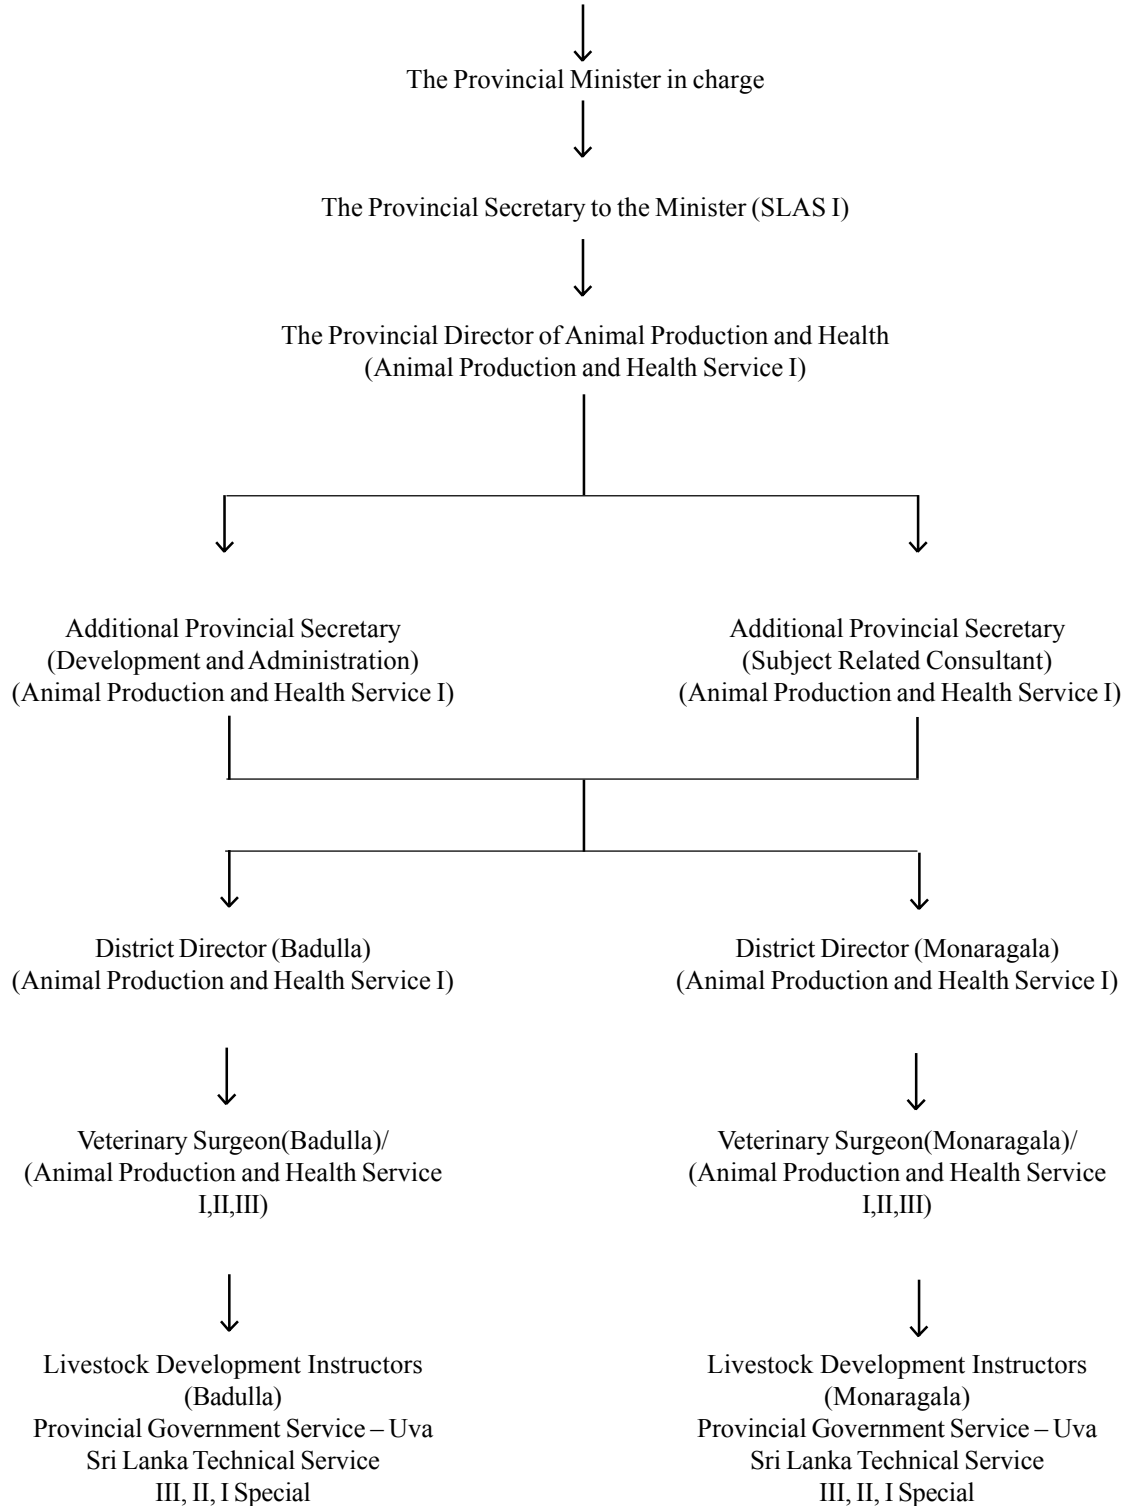 The Provincial Minister in charge
The Provincial Secretary to the Minister (SLAS I)
The Provincial Director of Animal Production and Health
(Animal Production and Health Service I)
Additional Provincial Secretary
(Development and Administration)
(Animal Production and Health Service I)
Additional Provincial Secretary
(Subject Related Consultant)
(Animal Production and Health Service I)
District Director (Badulla)
(Animal Production and Health Service I)
District Director (Monaragala)
(Animal Production and Health Service I)
Veterinary Surgeon(Badulla)/
(Animal Production and Health Service
I,II,III)
Veterinary Surgeon(Monaragala)/
(Animal Production and Health Service
I,II,III)
Livestock Development Instructors
(Badulla)
Provincial Government Service – Uva
Sri Lanka Technical Service
III, II, I Special
Livestock Development Instructors
(Monaragala)
Provincial Government Service – Uva
Sri Lanka Technical Service
III, II, I Special